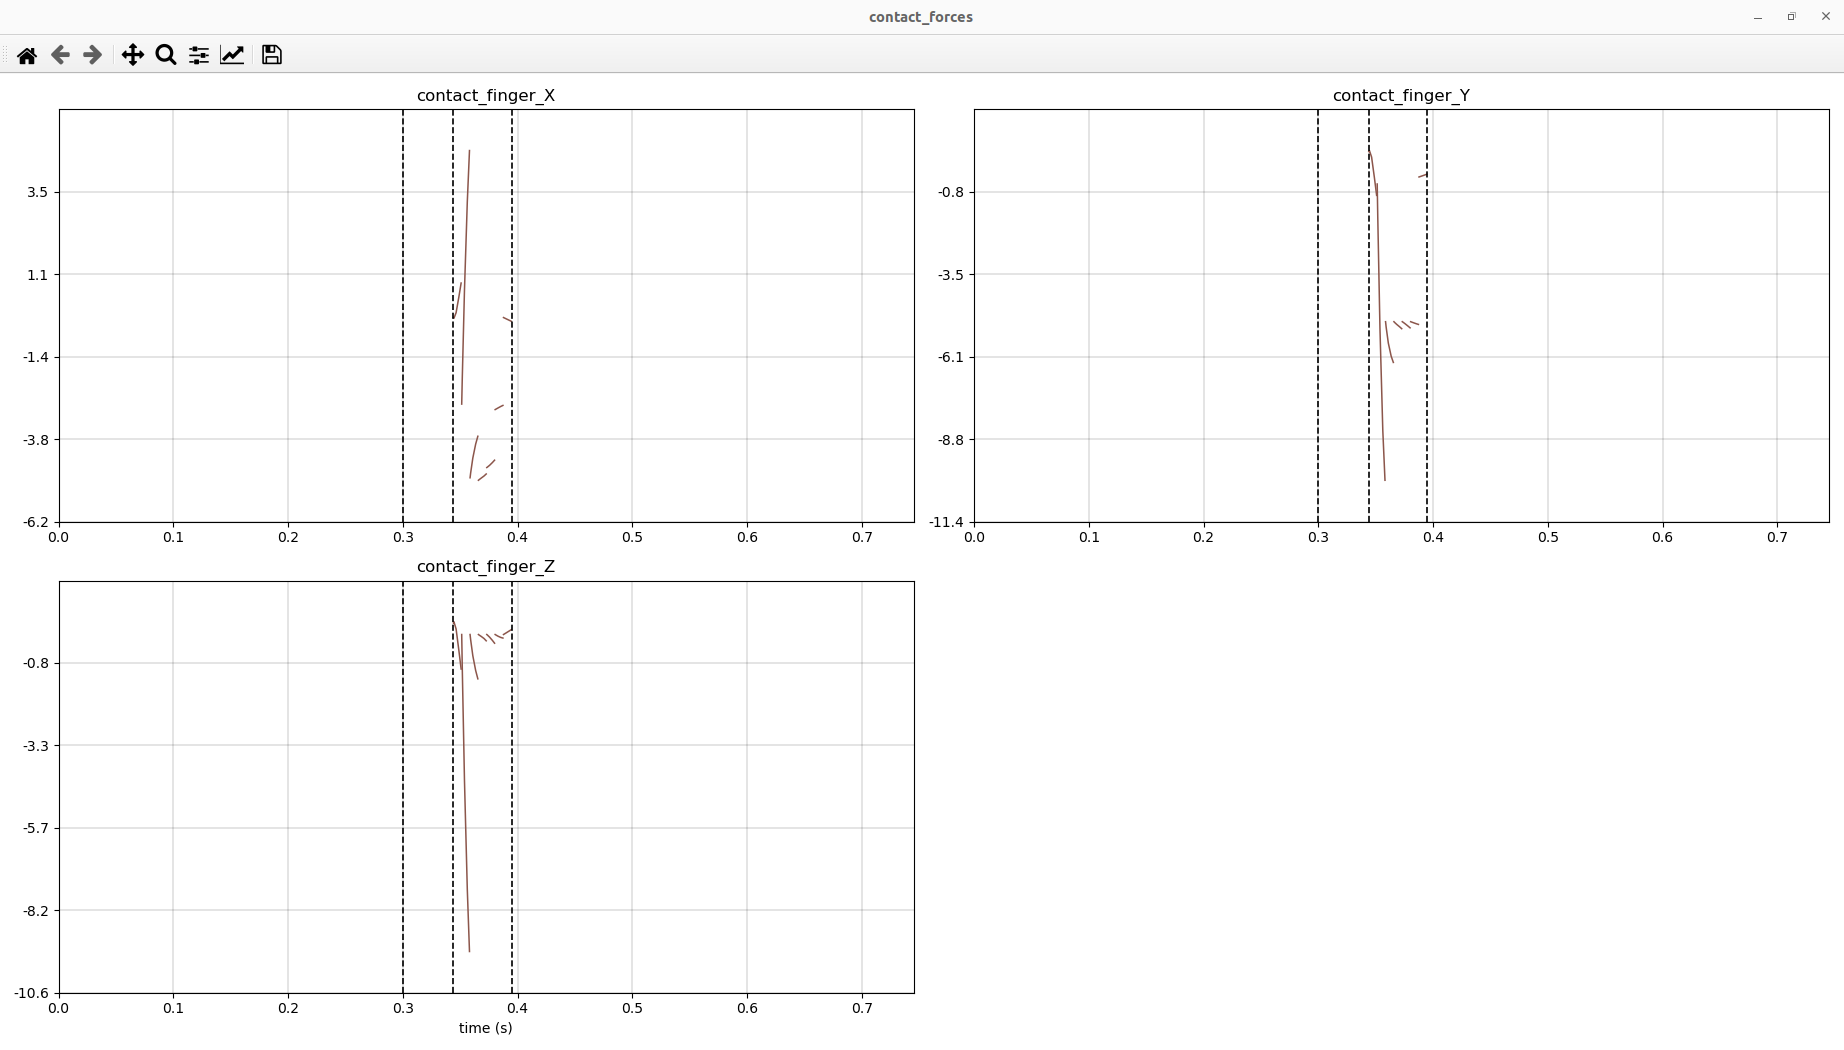 contact_forces
contact_finger_X
3.5
1.1
-1.4
-3.8
-6.2
0.0 0.1 0.2 0.3 0.4 0.5 0.6 0.7
contact_finger_Y
-0.8
-3.5
-6.1
-8.8
-11.4
0.0 0.1 0.2 0.3 0.4 0.5 0.6 0.7
contact_finger_Z
-0.8
-3.3
-5.7
-8.2
-10.6
0.0 0.1 0.2 0.3 0.4 0.5 0.6 0.7
time (s)